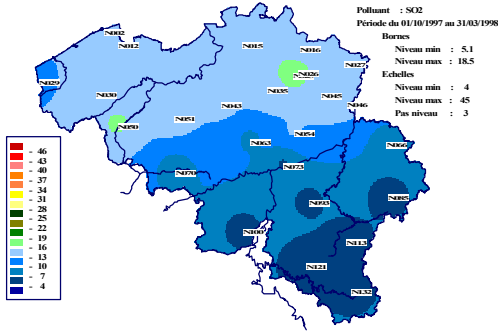 Polluant : SO2
Période du 01/10/1997 au 31/03/1998
Bornes
Niveau min : 5.1
Niveau max : 18.5
Echelles
Niveau min : 4
Niveau max : 45
Pas niveau : 3
N002
N012
N015
N016
N027
N029
N026
N035
N030
N045
N046
N043
N051
N050
N054
N063
N066
N073
N070
N085
N093
N100
N113
N121
N132
- 46
- 43
- 40
- 37
- 34
- 31
- 28
- 25
- 22
- 19
- 16
- 13
- 10
- 7
- 4